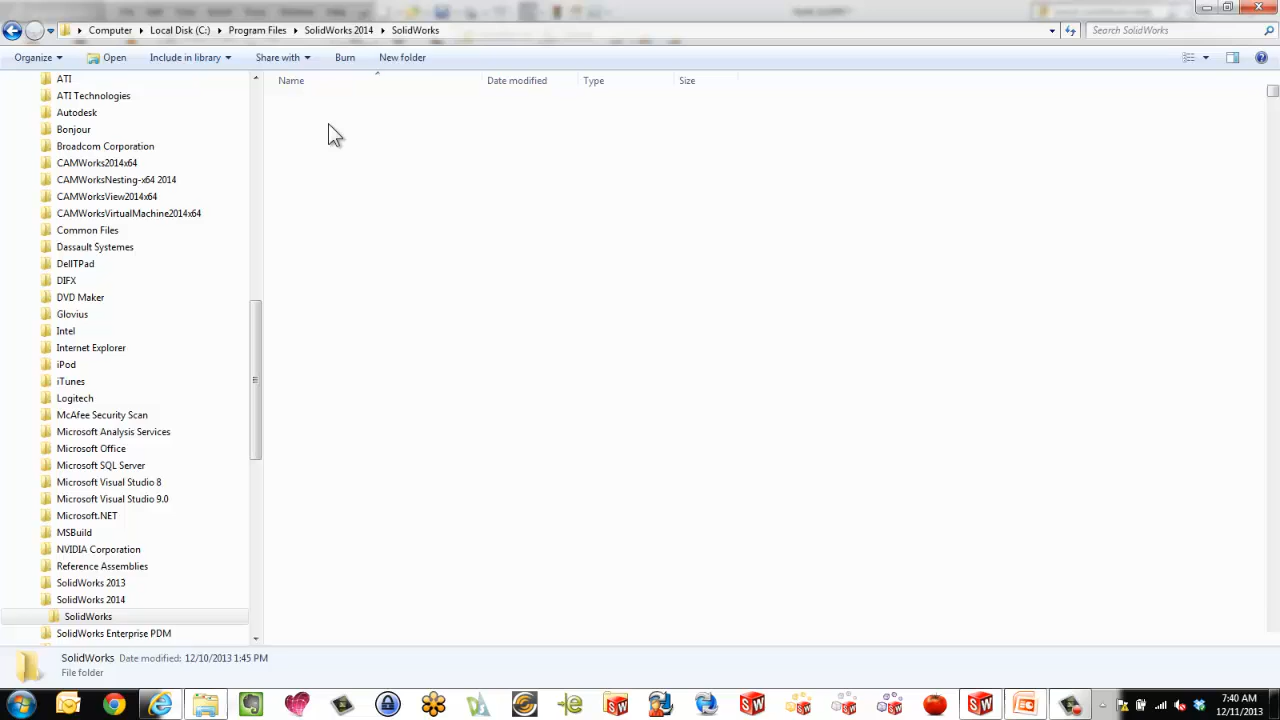 Computer ▸ Local Disk (C:) ▸ Program Files ▸ SolidWorks 2014 ▸ SolidWorks
Search SolidWorks
Organize Open Include in library Share with Burn New folder
Name Date modified Type Size
ATI
ATI Technologies
Autodesk
Bonjour
Broadcom Corporation
CAMWorks2014x64
CAMWorksNesting-x64 2014
CAMWorksView2014x64
CAMWorksVirtualMachine2014x64
Common Files
Dassault Systemes
DellTPad
DIFX
DVD Maker
Glovius
Intel
Internet Explorer
iPod
iTunes
Logitech
McAfee Security Scan
Microsoft Analysis Services
Microsoft Office
Microsoft SQL Server
Microsoft Visual Studio 8
Microsoft Visual Studio 9.0
Microsoft.NET
MSBuild
NVIDIA Corporation
Reference Assemblies
SolidWorks 2013
SolidWorks 2014
SolidWorks
SolidWorks Enterprise PDM
SolidWorks Date modified: 12/10/2013 1:45 PM
File folder
7:40 AM
12/11/2013